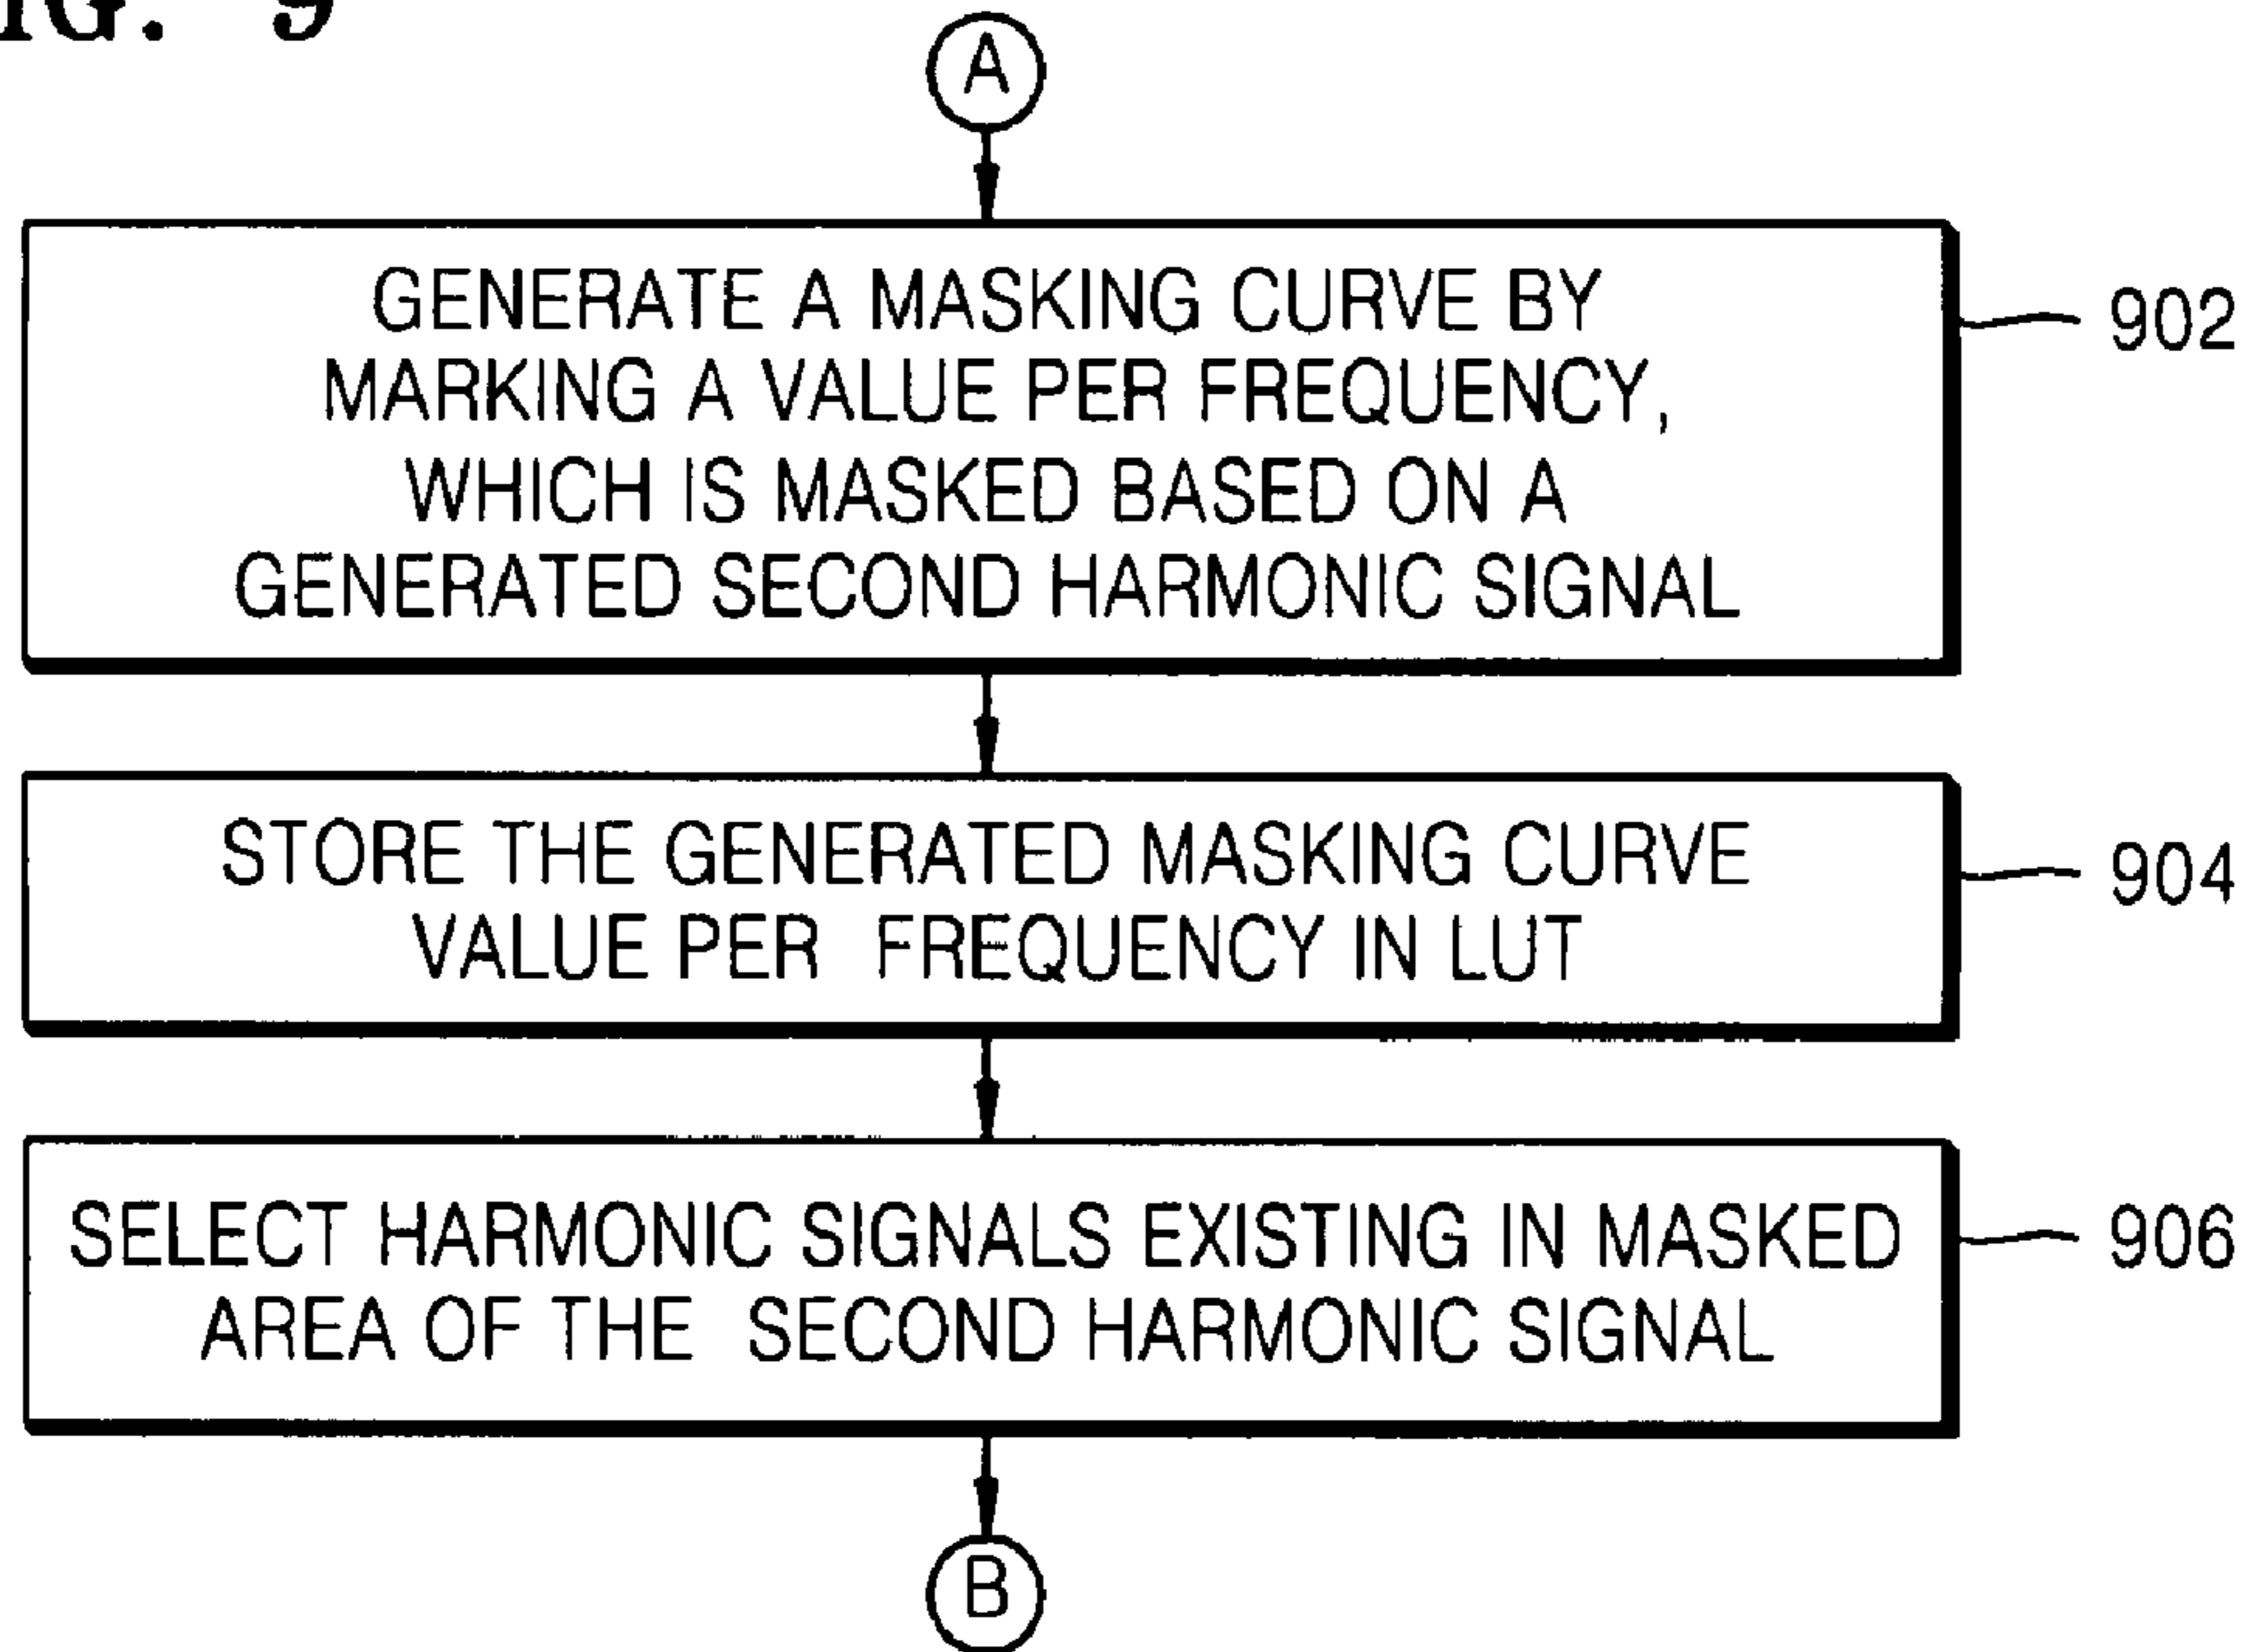 IG. 9
A
GENERATE A MASKING CURVE BY
MARKING A VALUE PER FREQUENCY,
WHICH IS MASKED BASED ON A
GENERATED SECOND HARMONIC SIGNAL
902
STORE THE GENERATED MASKING CURVE
VALUE PER FREQUENCY IN LUT
904
SELECT HARMONIC SIGNALS EXISTING IN MASKED
AREA OF THE SECOND HARMONIC SIGNAL
906
B